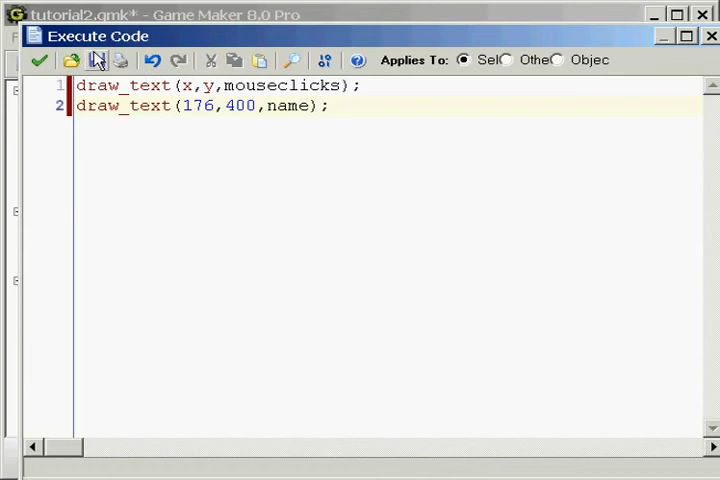 tutorial2.gmk* - Game Maker 8.0 Pro
Execute Code
Applies To: Sel Othe Objec
1 draw_text(x,y,mouseclicks);
2 draw_text(176,400,name);